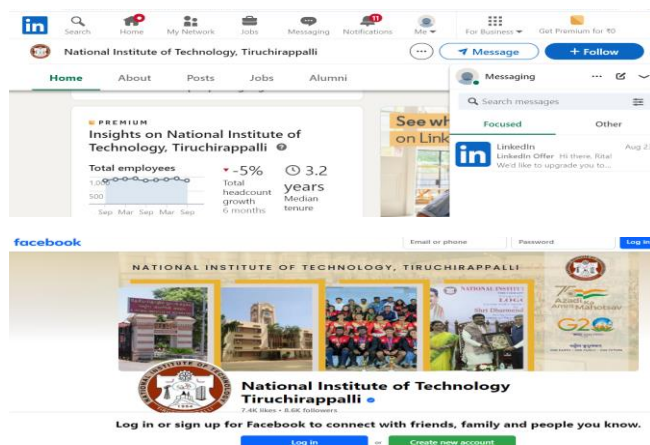 in
Search Home My Network Jobs Messaging Notifications Me For Business Get Premium for ₹0
11
National Institute of Technology, Tiruchirappalli ... Message + Follow
Home About Posts Jobs Alumni
Messaging ...
Search messages
Focused Other
LinkedIn Aug 2
LinkedIn Offer Hi there, Rita!
We'd like to upgrade you to...
PREMIUM
Insights on National Institute of
Technology, Tiruchirappalli
Total employees
1,000
500
Sep Mar Sep Mar Sep
-5%
Total
headcount
growth
6 months
3.2
years
Median
tenure
See wh
on Link
facebook Email or phone Password Log In
NATIONAL INSTITUTE OF TECHNOLOGY, TIRUCHIRAPPALLI
Azadi Ka
Amrit Mahotsav
G20
National Institute of Technology
Tiruchirappalli
7.4K likes • 8.6K followers
Log in or sign up for Facebook to connect with friends, family and people you know.
Log in or Create new account